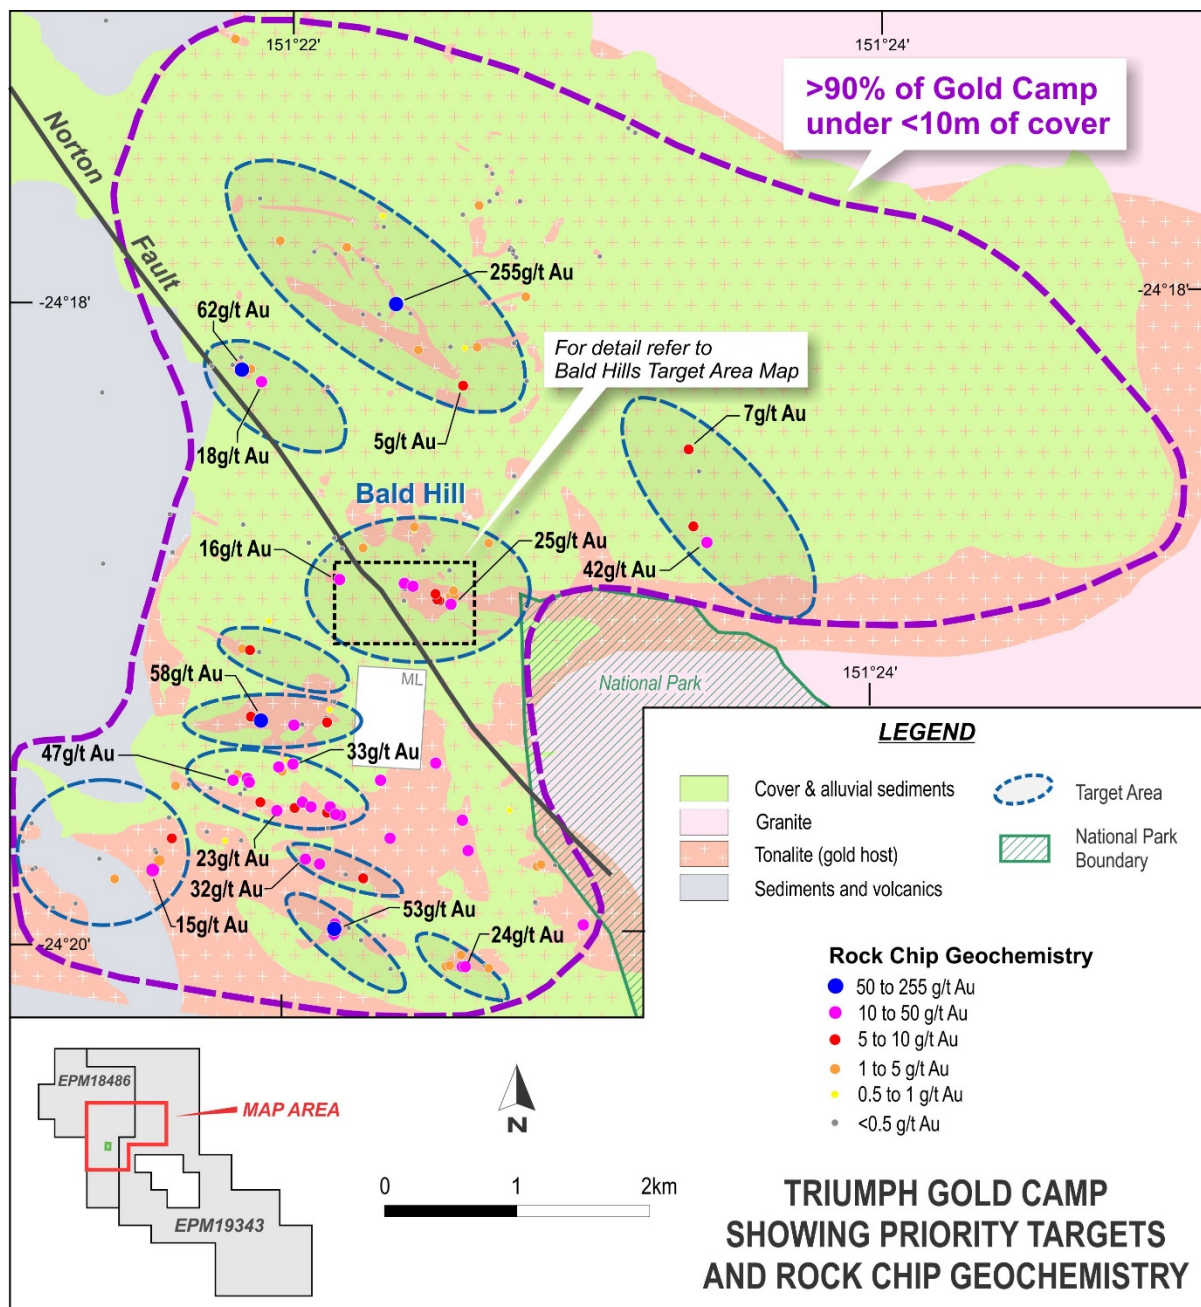 151°22'
151°24'
>90% of Gold Camp
under <10m of cover
Norton
Fault
255g/t Au
-24°18'
-24°18'
62g/t Au
For detail refer to
Bald Hills Target Area Map
5g/t Au
7g/t Au
18g/t Au
Bald Hill
16g/t Au
25g/t Au
42g/t Au
58g/t Au
ML
National Park
151°24'
47g/t Au
33g/t Au
23g/t Au
32g/t Au
15g/t Au
53g/t Au
24g/t Au
-24°20'
LEGEND
Cover & alluvial sediments
Granite
Tonalite (gold host)
Sediments and volcanics
Target Area
National Park
Boundary
Rock Chip Geochemistry
50 to 255 g/t Au
10 to 50 g/t Au
5 to 10 g/t Au
1 to 5 g/t Au
0.5 to 1 g/t Au
<0.5 g/t Au
EPM18486
MAP AREA
EPM19343
N
0 1 2km
TRIUMPH GOLD CAMP
SHOWING PRIORITY TARGETS
AND ROCK CHIP GEOCHEMISTRY